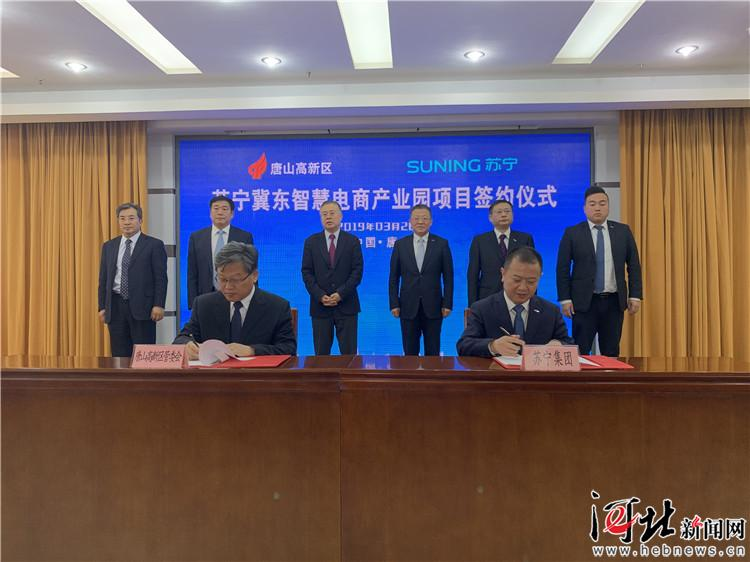 唐山高新区
SUNING 苏宁
苏宁冀东智慧电商产业园项目签约仪式
2019年03月2
中国·唐
唐山高新区管委会
苏宁集团
河北新闻网
www.hebnews.cn